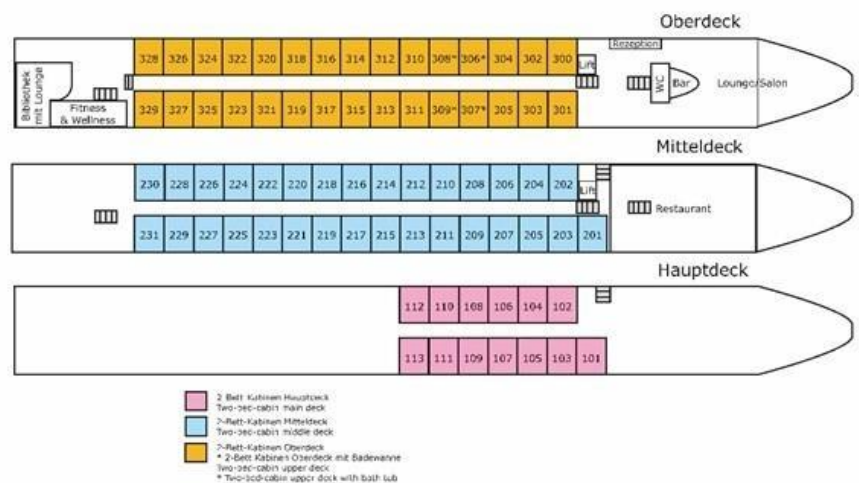 Oberdeck
Rezeption
328 326 324 322 320 318 316 314 312 310 308* 306* 304 302 300
Lift
Bibliothek
mit Lounge
WC
Bar
Lounge/Salon
Fitness
& Wellness
329 327 325 323 321 319 317 315 313 311 309* 307* 305 303 301
Mitteldeck
230 228 226 224 222 220 218 216 214 212 210 208 206 204 202
Lift
Restaurant
231 229 227 225 223 221 219 217 215 213 211 209 207 205 203 201
Hauptdeck
112 110 108 106 104 102
113 111 109 107 105 103 101
2-Bett-Kabinen Hauptdeck
Two-bed-cabin main deck
2-Bett-Kabinen Mitteldeck
Two-bed-cabin middle deck
2-Bett-Kabinen Oberdeck
* 2-Bett Kabinen Oberdeck mit Badewanne
Two-bed-cabin upper deck
* Two-bed-cabin upper deck with bath tub